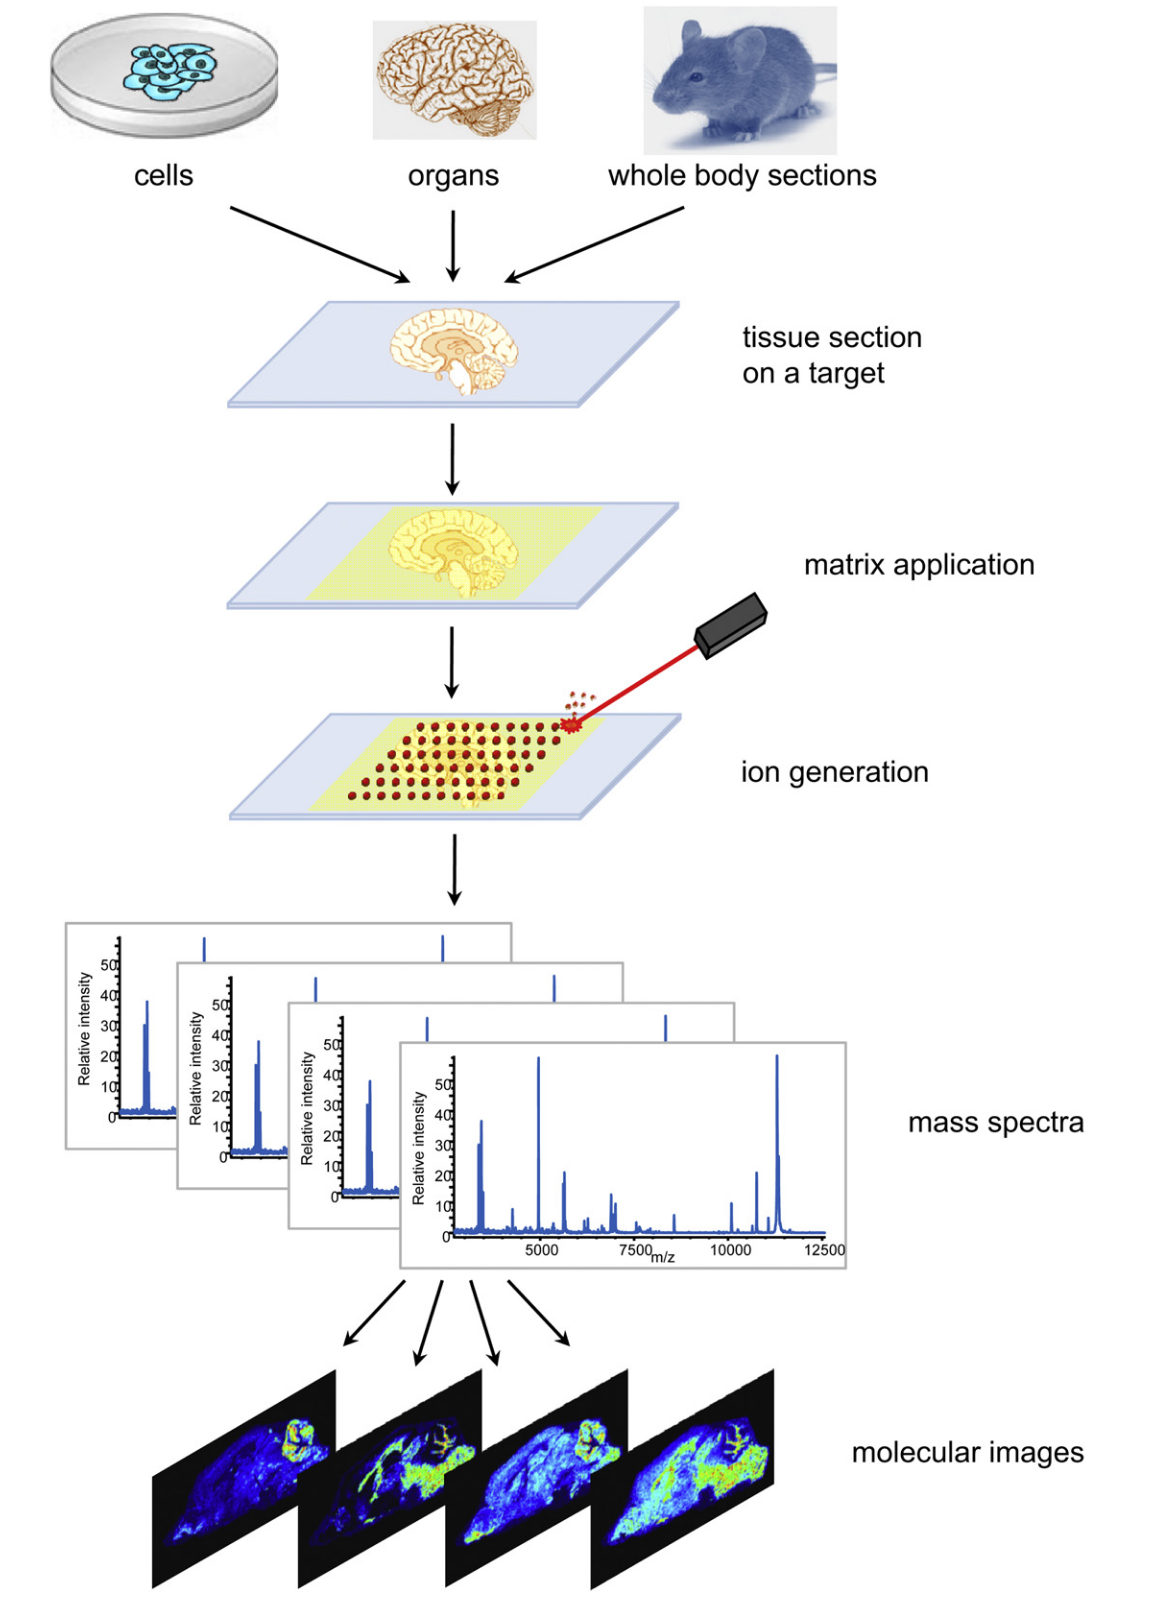 cells
organs
whole body sections
tissue section
on a target
matrix application
ion generation
Relative intensity
50
40
30
20
10
0
Relative intensity
50
40
30
20
10
0
Relative intensity
50
40
30
20
10
0
Relative intensity
50
40
30
20
10
0
5000
7500
m/z
10000
12500
mass spectra
molecular images